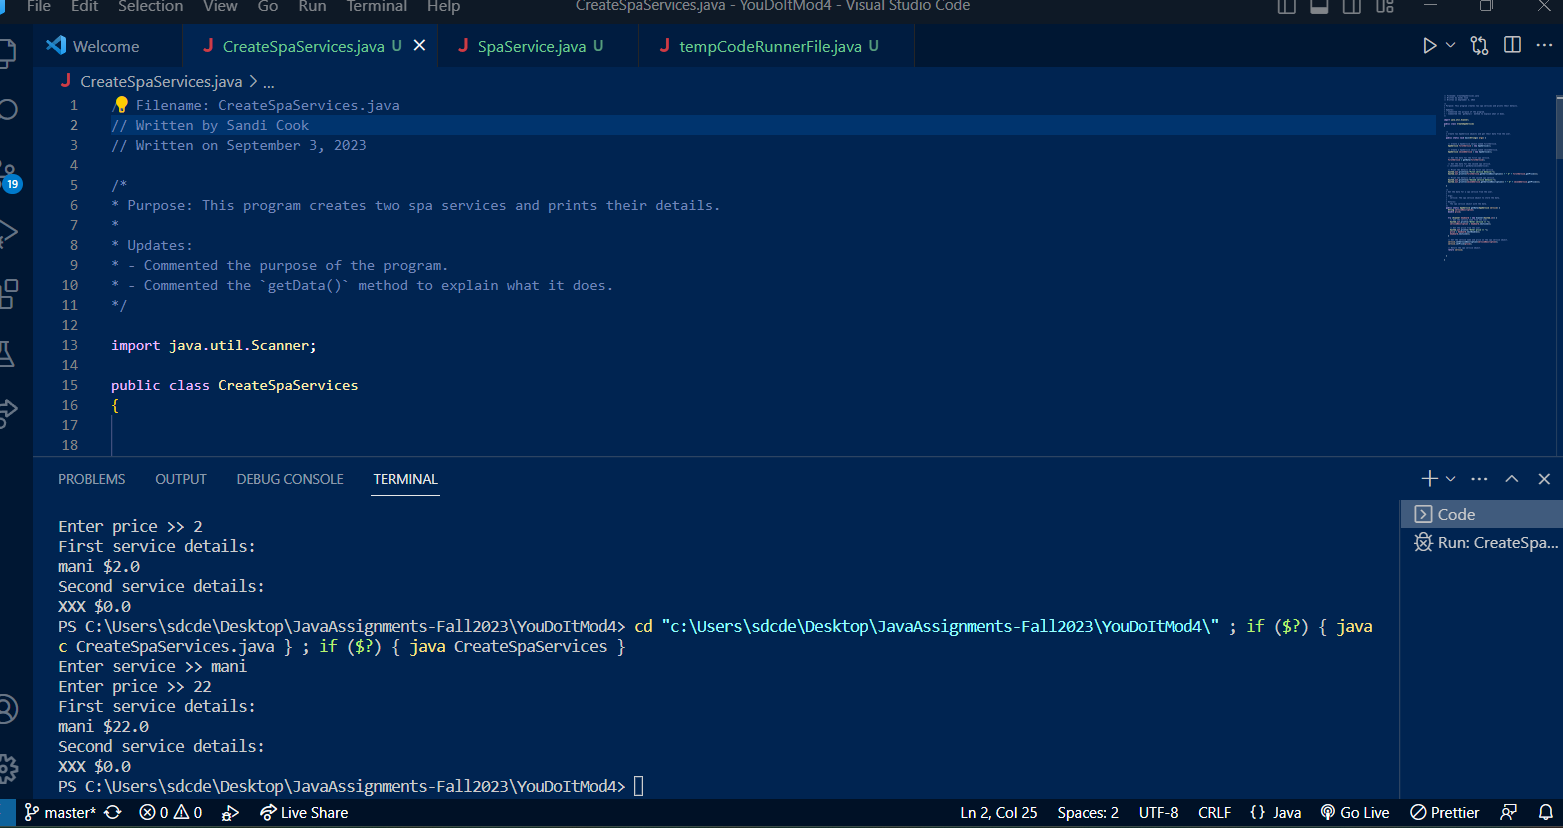 File Edit Selection View Go Run Terminal Help CreateSpaServices.java - YouDoItMod4 - Visual Studio Code
Welcome J CreateSpaServices.java U J SpaService.java U J tempCodeRunnerFile.java U
J CreateSpaServices.java > ...
1 / Filename: CreateSpaServices.java
2 // Written by Sandi Cook
3 // Written on September 3, 2023
4
5 /*
6 * Purpose: This program creates two spa services and prints their details.
7 *
8 * Updates:
9 * - Commented the purpose of the program.
10 * - Commented the `getData()` method to explain what it does.
11 */
12
13 import java.util.Scanner;
14
15 public class CreateSpaServices
16 {
17
18
19
PROBLEMS OUTPUT DEBUG CONSOLE TERMINAL
Enter price >> 2
First service details:
mani $2.0
Second service details:
XXX $0.0
PS C:\Users\sdcde\Desktop\JavaAssignments-Fall2023\YouDoItMod4> cd "c:\Users\sdcde\Desktop\JavaAssignments-Fall2023\YouDoItMod4\" ; if ($?) { java
c CreateSpaServices.java } ; if ($?) { java CreateSpaServices }
Enter service >> mani
Enter price >> 22
First service details:
mani $22.0
Second service details:
XXX $0.0
PS C:\Users\sdcde\Desktop\JavaAssignments-Fall2023\YouDoItMod4>
Code
Run: CreateSpa...
master* 0 0 Live Share Ln 2, Col 25 Spaces: 2 UTF-8 CRLF {} Java Go Live Prettier